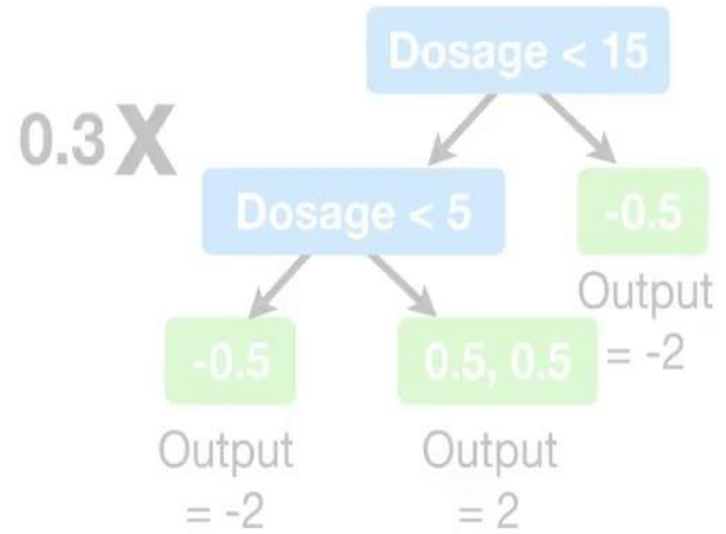 Dosage < 15
0.3 X
Dosage < 5
-0.5
Output
= -2
-0.5
0.5, 0.5
Output
= -2
Output
= 2